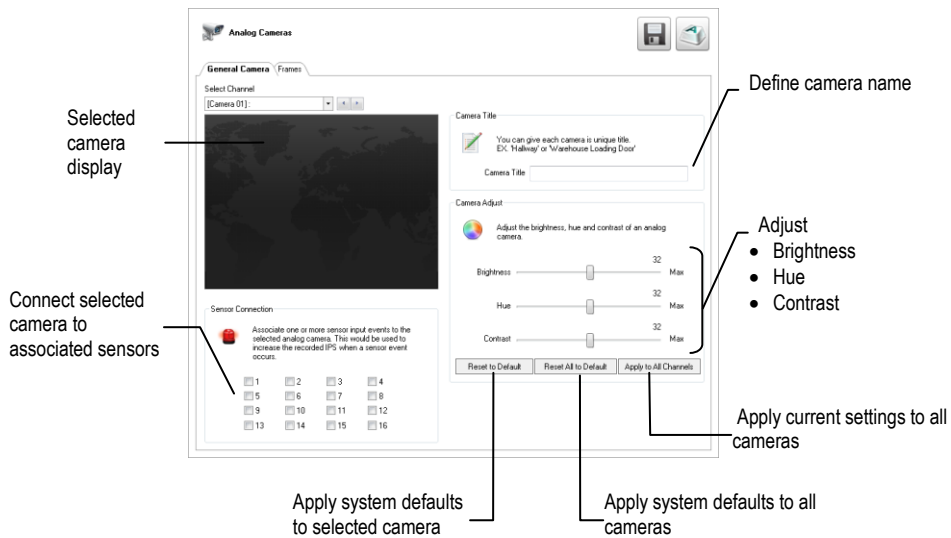 Analog Cameras
General Camera
Frames
Select Channel
[Camera 01] :
Selected
camera
display
Camera Title
You can give each camera is unique title.
EX. 'Hallway' or 'Warehouse Loading Door'
Camera Title
Define camera name
Camera Adjust
Adjust the brightness, hue and contrast of an analog
camera.
32
Brightness
Max
32
Hue
Max
32
Contrast
Max
Adjust
● Brightness
● Hue
● Contrast
Reset to Default
Reset All to Default
Apply to All Channels
Connect selected
camera to
associated sensors
Sensor Connection
Associate one or more sensor input events to the
selected analog camera. This would be used to
increase the recorded IPS when a sensor event
occurs.
1 2 3 4
5 6 7 8
9 10 11 12
13 14 15 16
Apply current settings to all
cameras
Apply system defaults
to selected camera
Apply system defaults to all
cameras